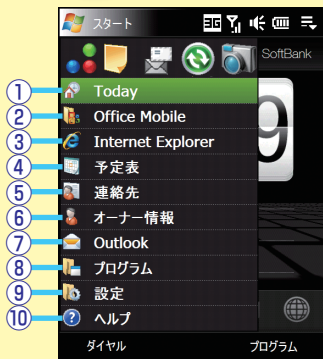 スタート
3G
SoftBank
① Today
② Office Mobile
③ Internet Explorer
④ 予定表
⑤ 連絡先
⑥ オーナー情報
⑦ Outlook
⑧ プログラム
⑨ 設定
⑩ ヘルプ
9
ダイヤル プログラム